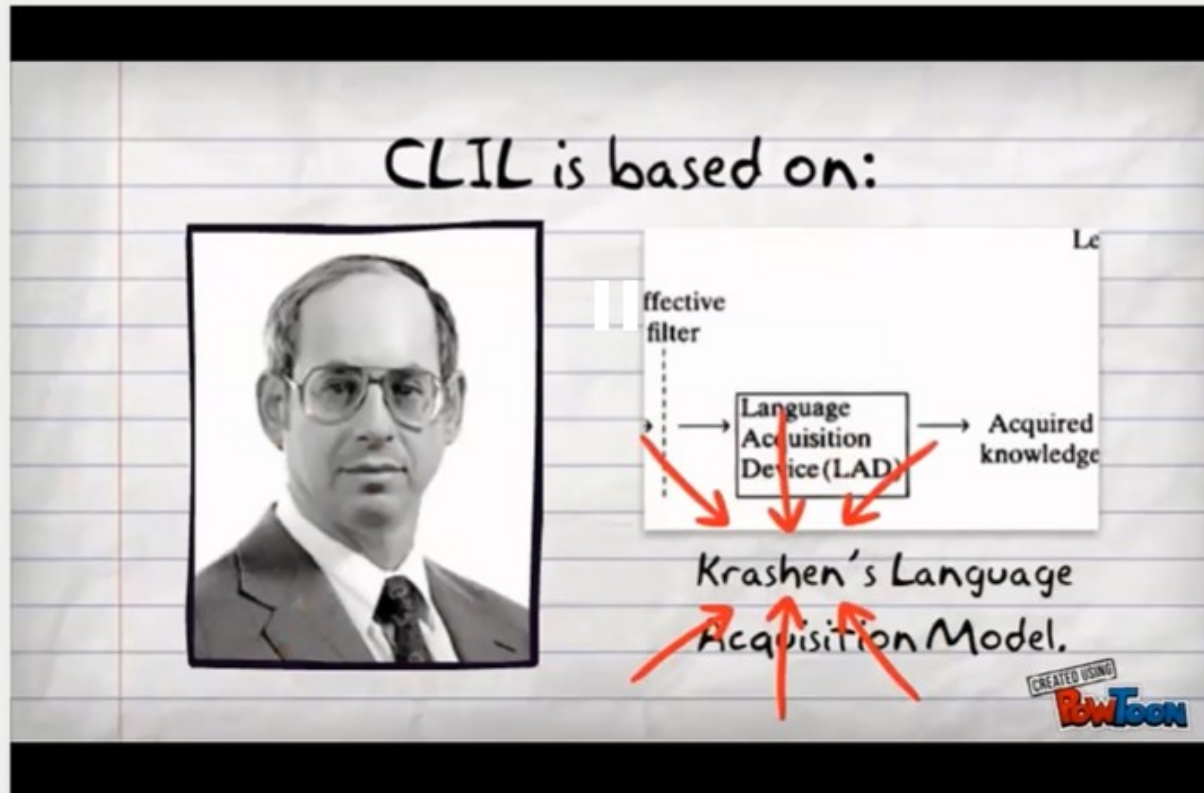 CLIL is based on:
Le
ffective
filter
Language
Acquisition
Device (LAD)
Acquired
knowledge
Krashen's Language
Acquisition Model.
CREATED USING
POWTOON